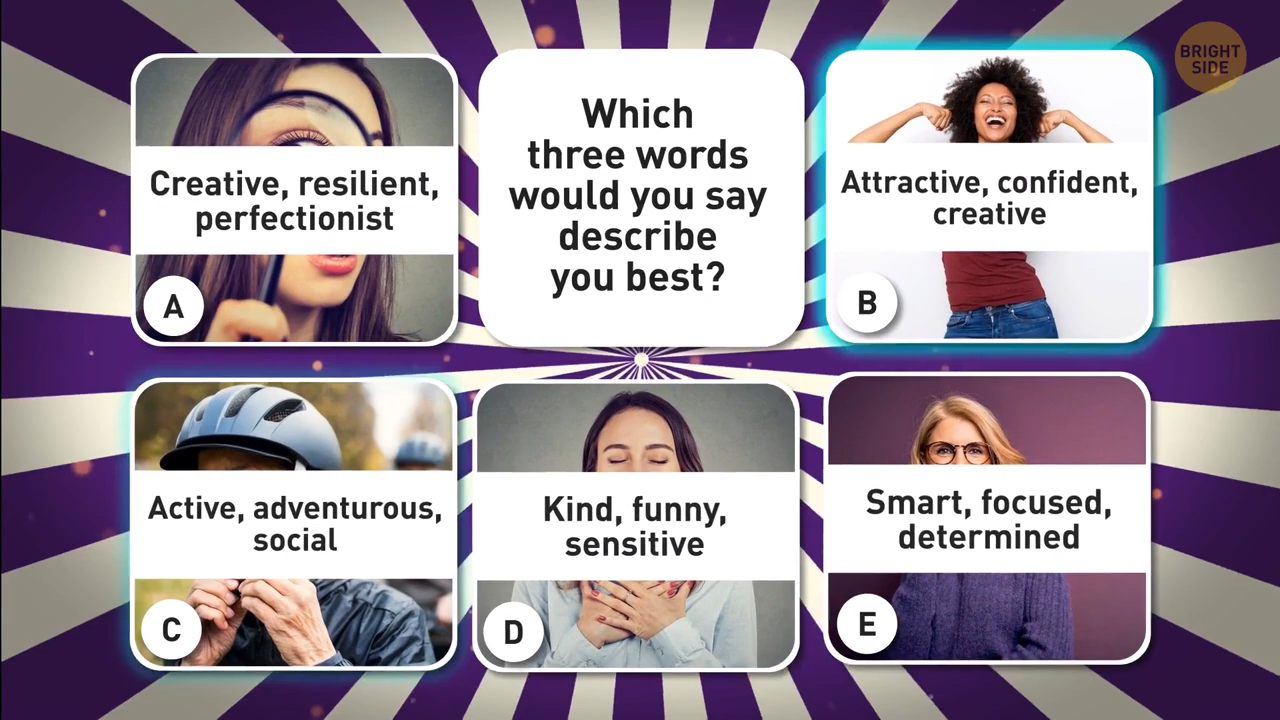 BRIGHT
SIDE
Which
three words
would you say
describe
you best?
Creative, resilient,
perfectionist
A
Attractive, confident,
creative
B
Active, adventurous,
social
C
Kind, funny,
sensitive
D
Smart, focused,
determined
E